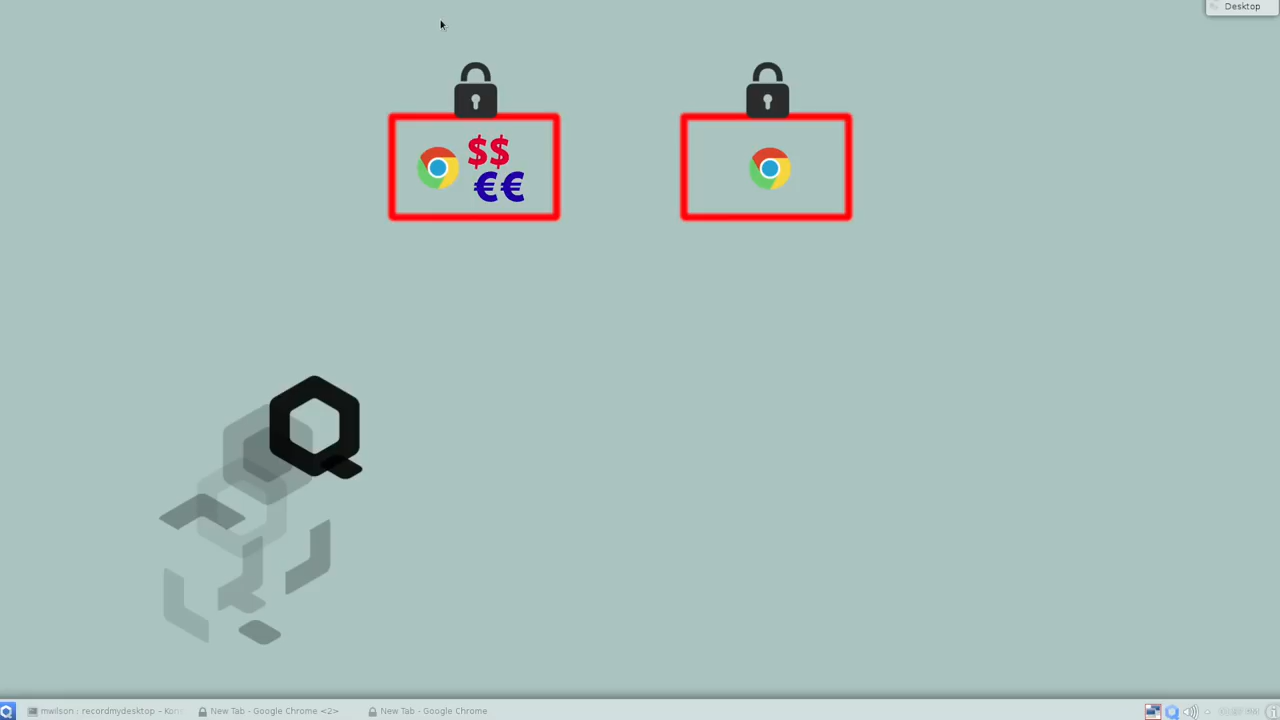 Desktop
$$
€€
mwilson : recordmydesktop – Kon
New Tab - Google Chrome <2>
New Tab - Google Chrome